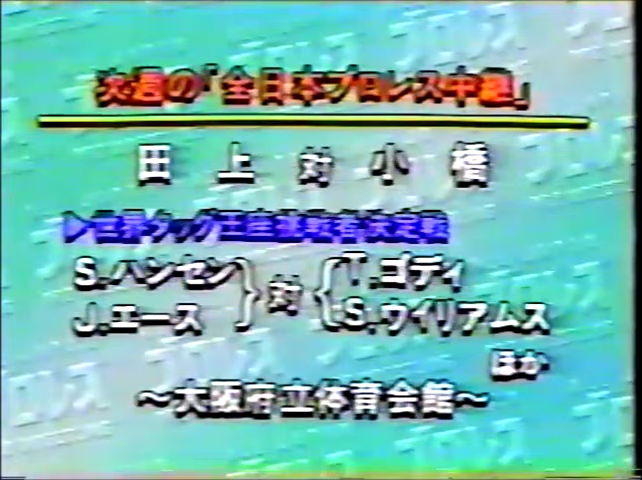 次週の「全日本プロレス中継」
田上 対 小橋
▷世界タッグ王座挑戦者決定戦
S.ハンセン
J.エース } 対 { T.ゴディ
S.ウイリアムス
ほか
～大阪府立体育会館～